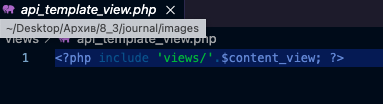 api_template_view.php ×
~/Desktop/Архив/8_3/journal/images
views api_template_view.php
1 <?php include 'views/'.$content_view; ?>